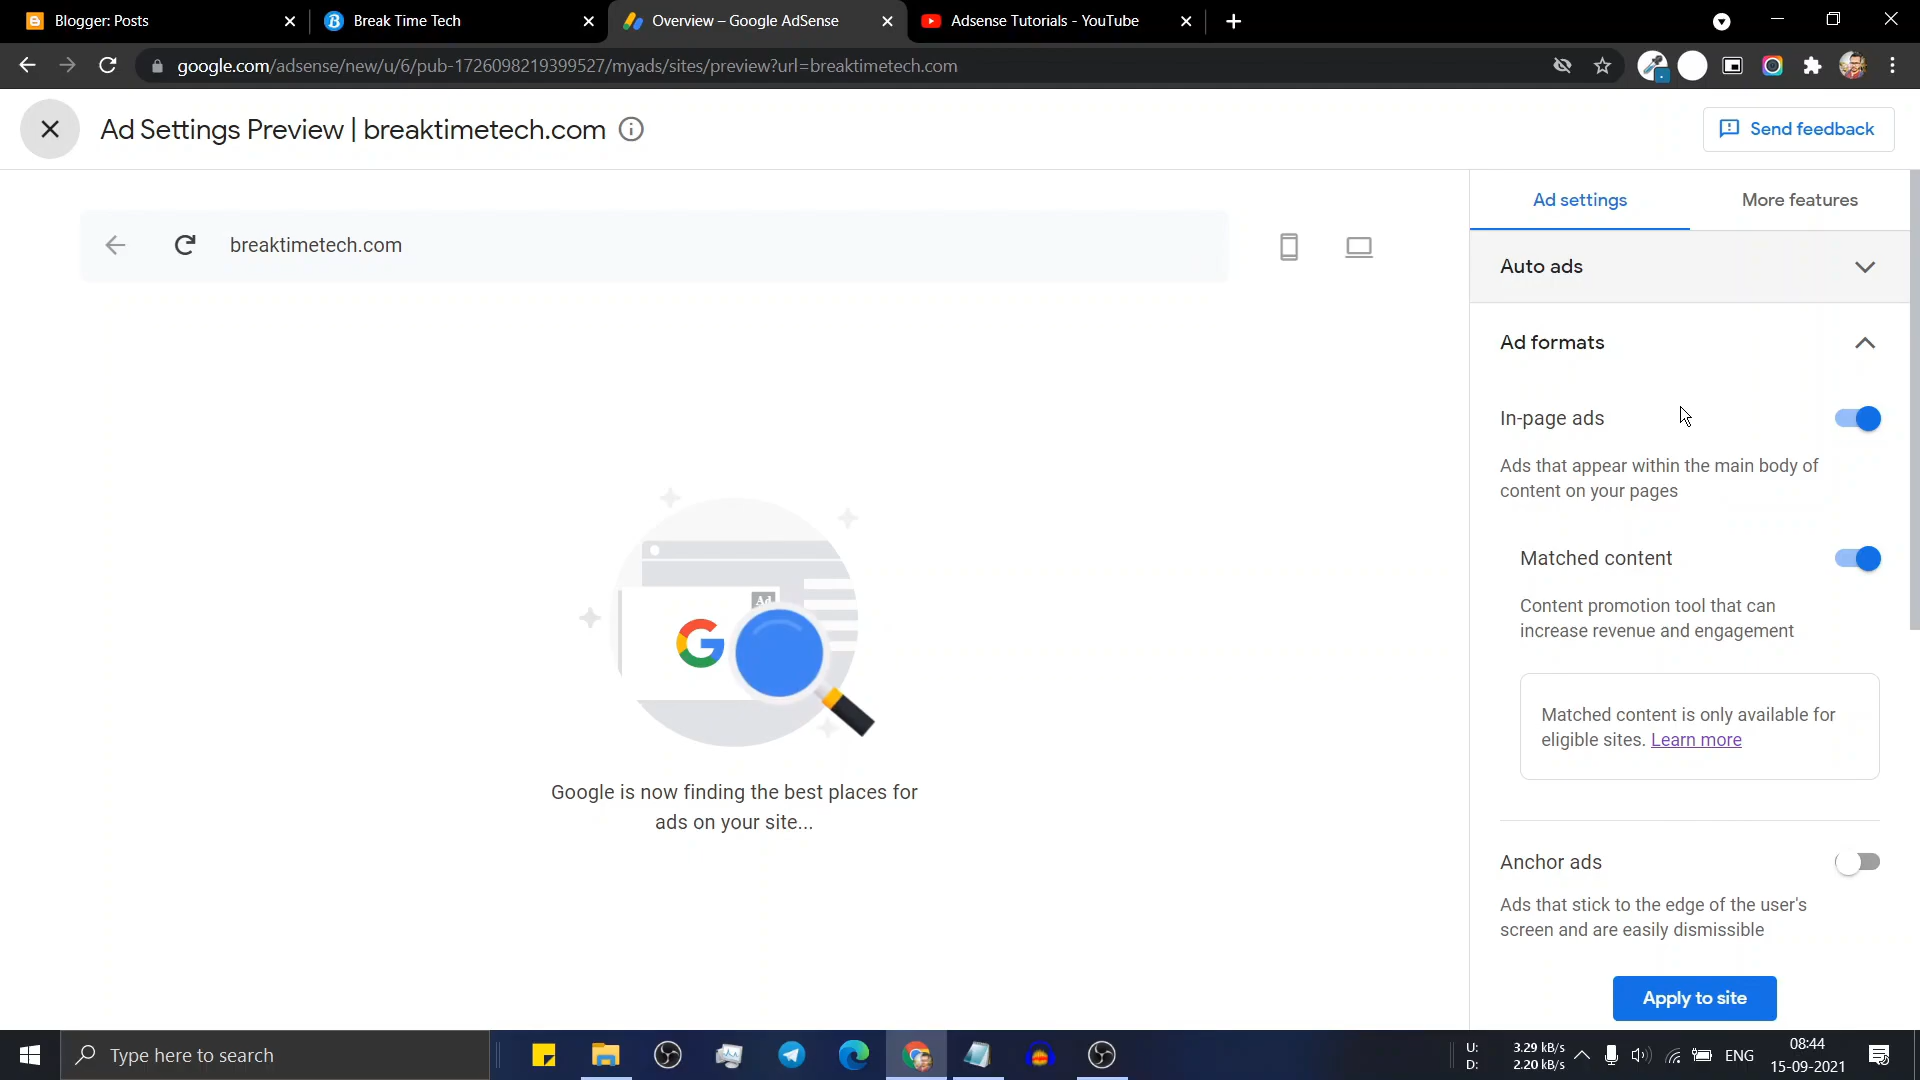 Blogger: Posts
Break Time Tech
Overview – Google AdSense
Adsense Tutorials - YouTube
google.com/adsense/new/u/6/pub-1726098219399527/myads/sites/preview?url=breaktimetech.com
Ad Settings Preview | breaktimetech.com
Send feedback
Ad settings
More features
breaktimetech.com
Auto ads
Ad formats
In-page ads
Ads that appear within the main body of
content on your pages
Matched content
Content promotion tool that can
increase revenue and engagement
Matched content is only available for
eligible sites. Learn more
Ad
G
Google is now finding the best places for
ads on your site...
Anchor ads
Ads that stick to the edge of the user's
screen and are easily dismissible
Apply to site
Type here to search
U: 3.29 kB/s
D: 2.20 kB/s
ENG
08:44
15-09-2021